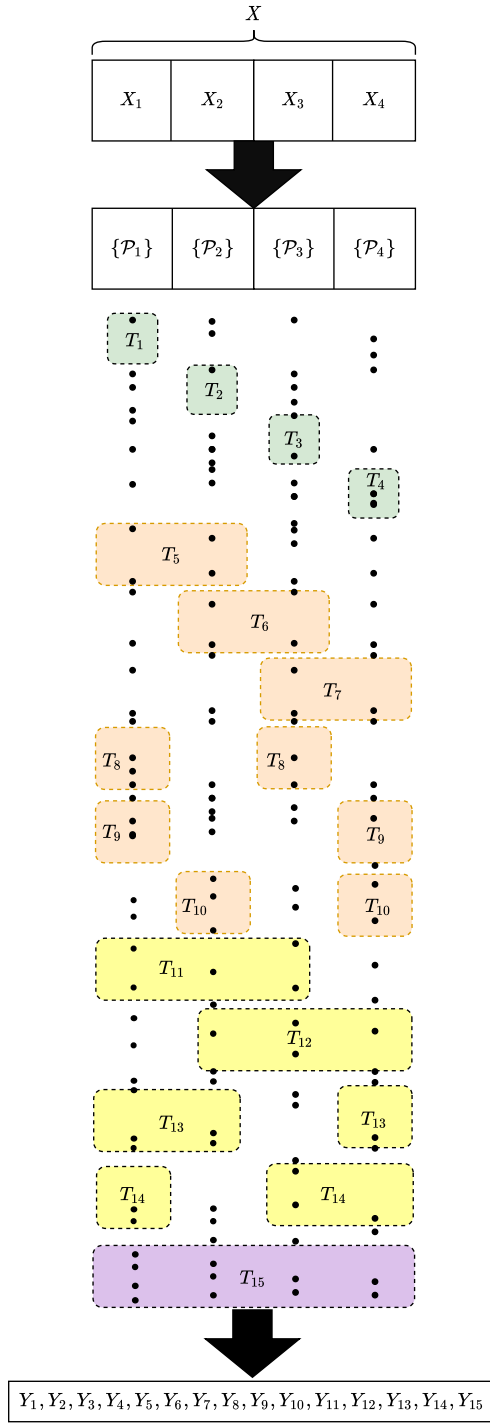 X
X₁ X₂ X₃ X₄
{𝒫₁} {𝒫₂} {𝒫₃} {𝒫₄}
T₁
T₂
T₃
T₄
T₅
T₆
T₇
T₈ T₈
T₉ T₉
T₁₀ T₁₀
T₁₁
T₁₂
T₁₃ T₁₃
T₁₄ T₁₄
T₁₅
Y₁, Y₂, Y₃, Y₄, Y₅, Y₆, Y₇, Y₈, Y₉, Y₁₀, Y₁₁, Y₁₂, Y₁₃, Y₁₄, Y₁₅